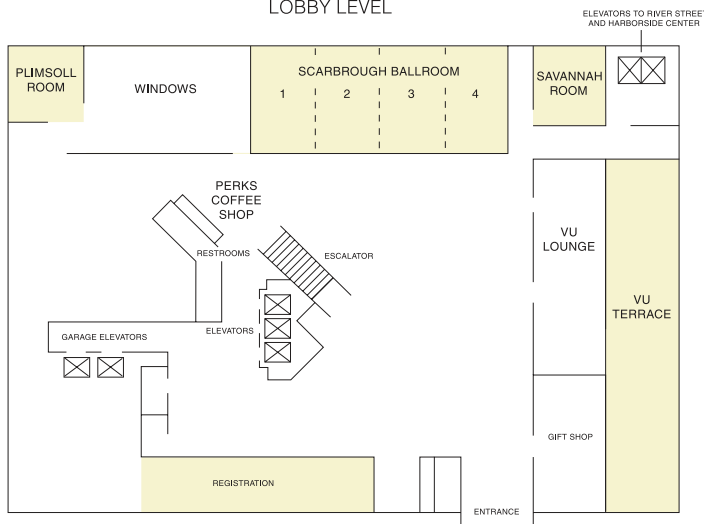 LOBBY LEVEL
ELEVATORS TO RIVER STREET
AND HARBORSIDE CENTER
PLIMSOLL
ROOM
WINDOWS
SCARBROUGH BALLROOM
1 2 3 4
SAVANNAH
ROOM
PERKS
COFFEE
SHOP
RESTROOMS
ESCALATOR
VU
LOUNGE
VU
TERRACE
GARAGE ELEVATORS
ELEVATORS
GIFT SHOP
REGISTRATION
ENTRANCE